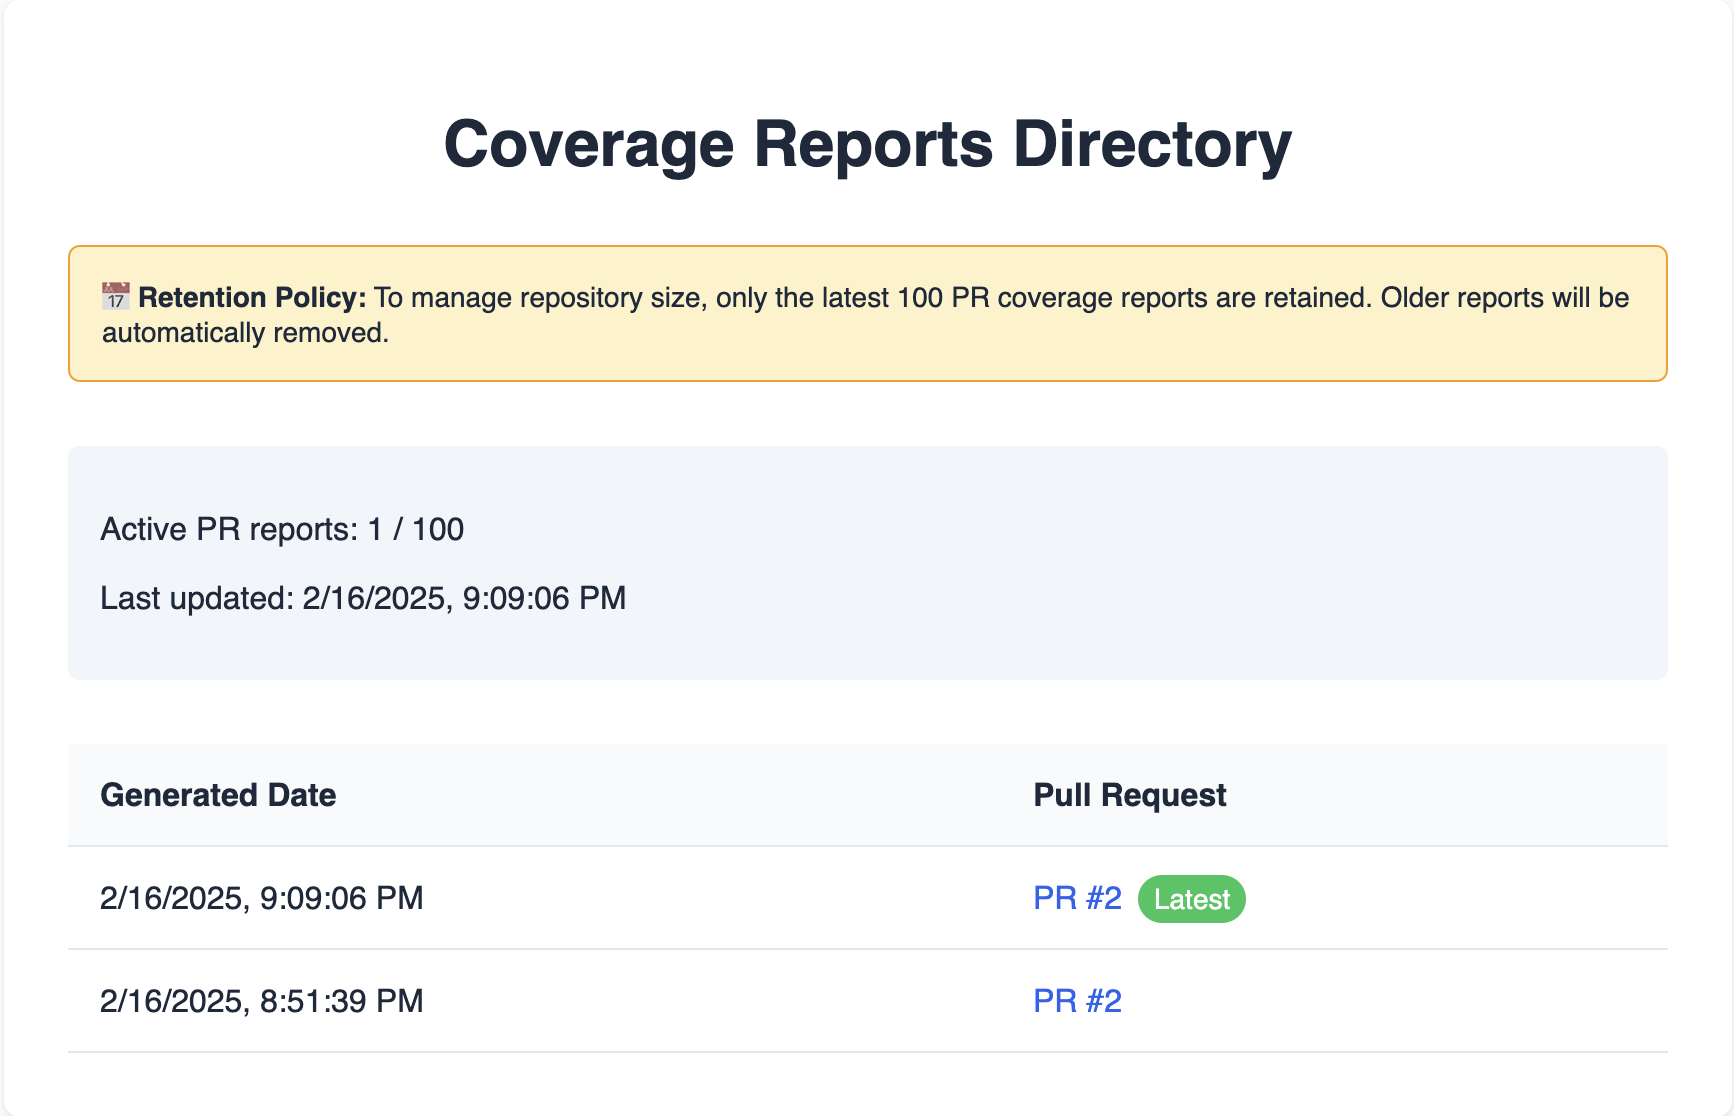 Coverage Reports Directory
📅 Retention Policy: To manage repository size, only the latest 100 PR coverage reports are retained. Older reports will be
automatically removed.
Active PR reports: 1 / 100
Last updated: 2/16/2025, 9:09:06 PM
Generated Date Pull Request
2/16/2025, 9:09:06 PM PR #2 Latest
2/16/2025, 8:51:39 PM PR #2